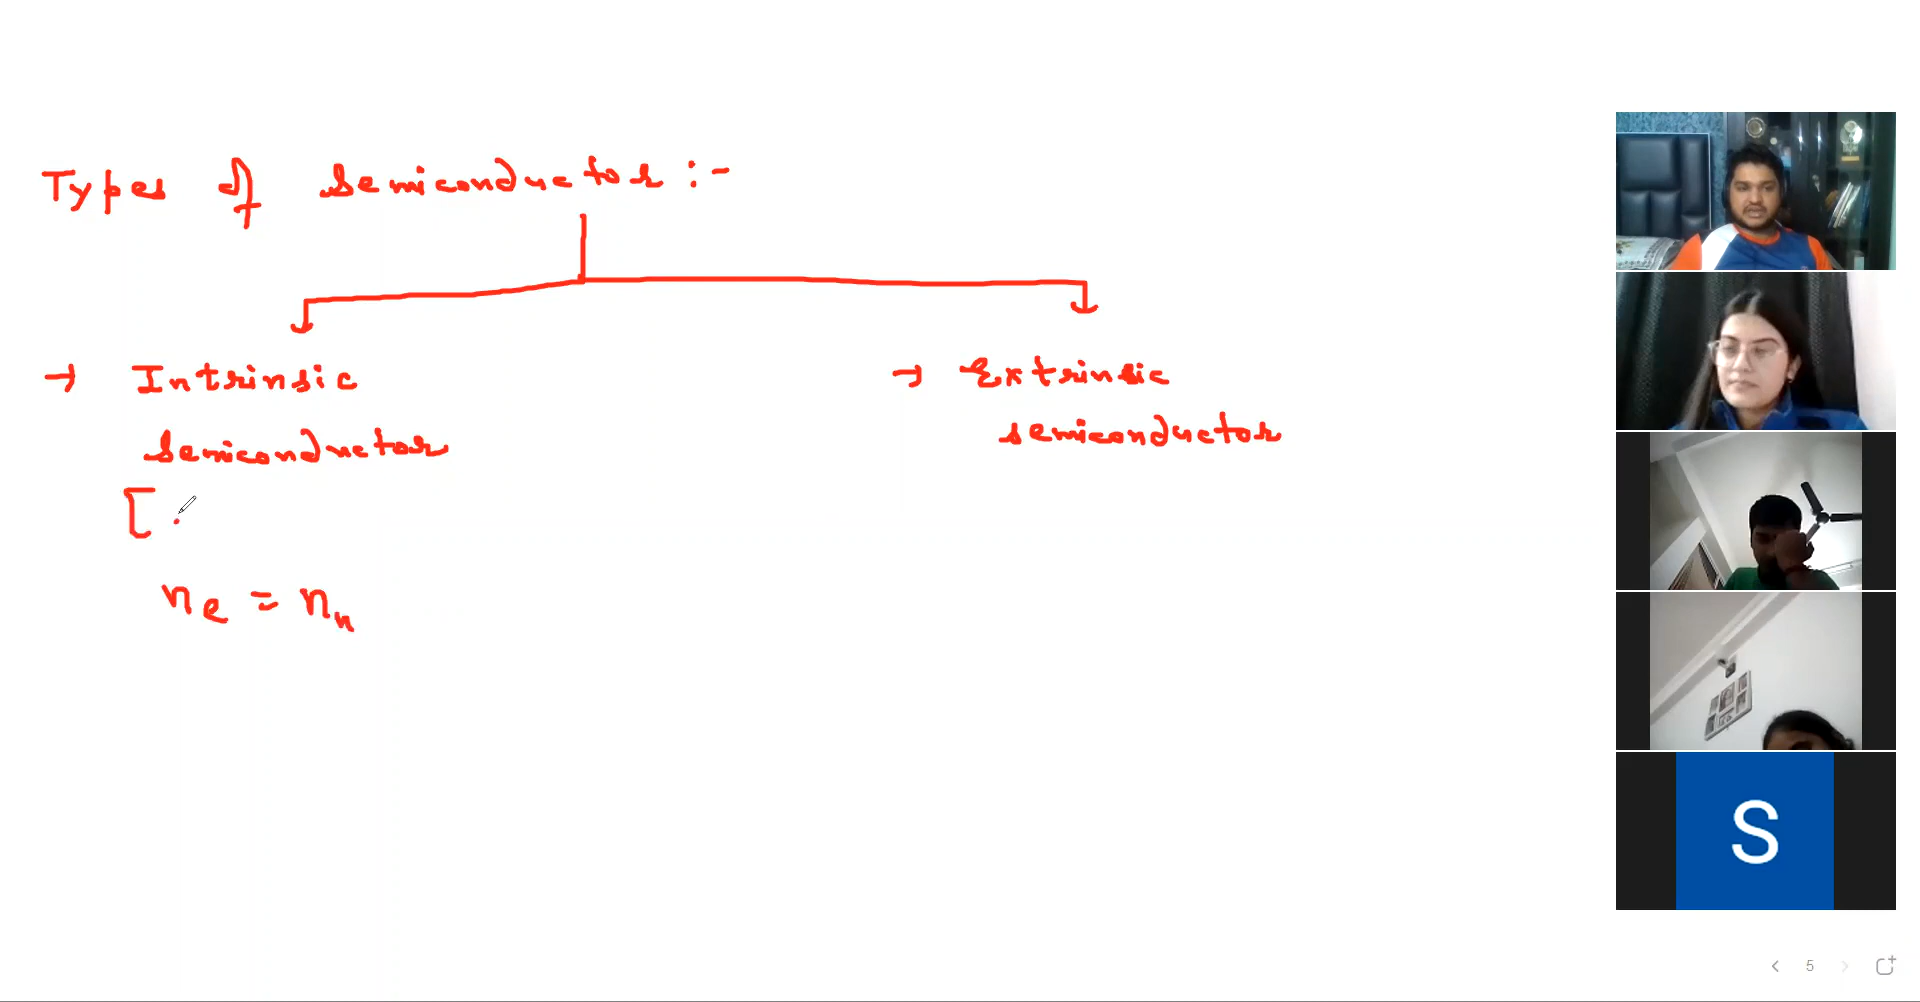 Types of Semiconductor :-
→ Intrinsic
Semiconductor
→ Extrinsic
Semiconductor
[
nₑ = nₕ
S
< 5 >